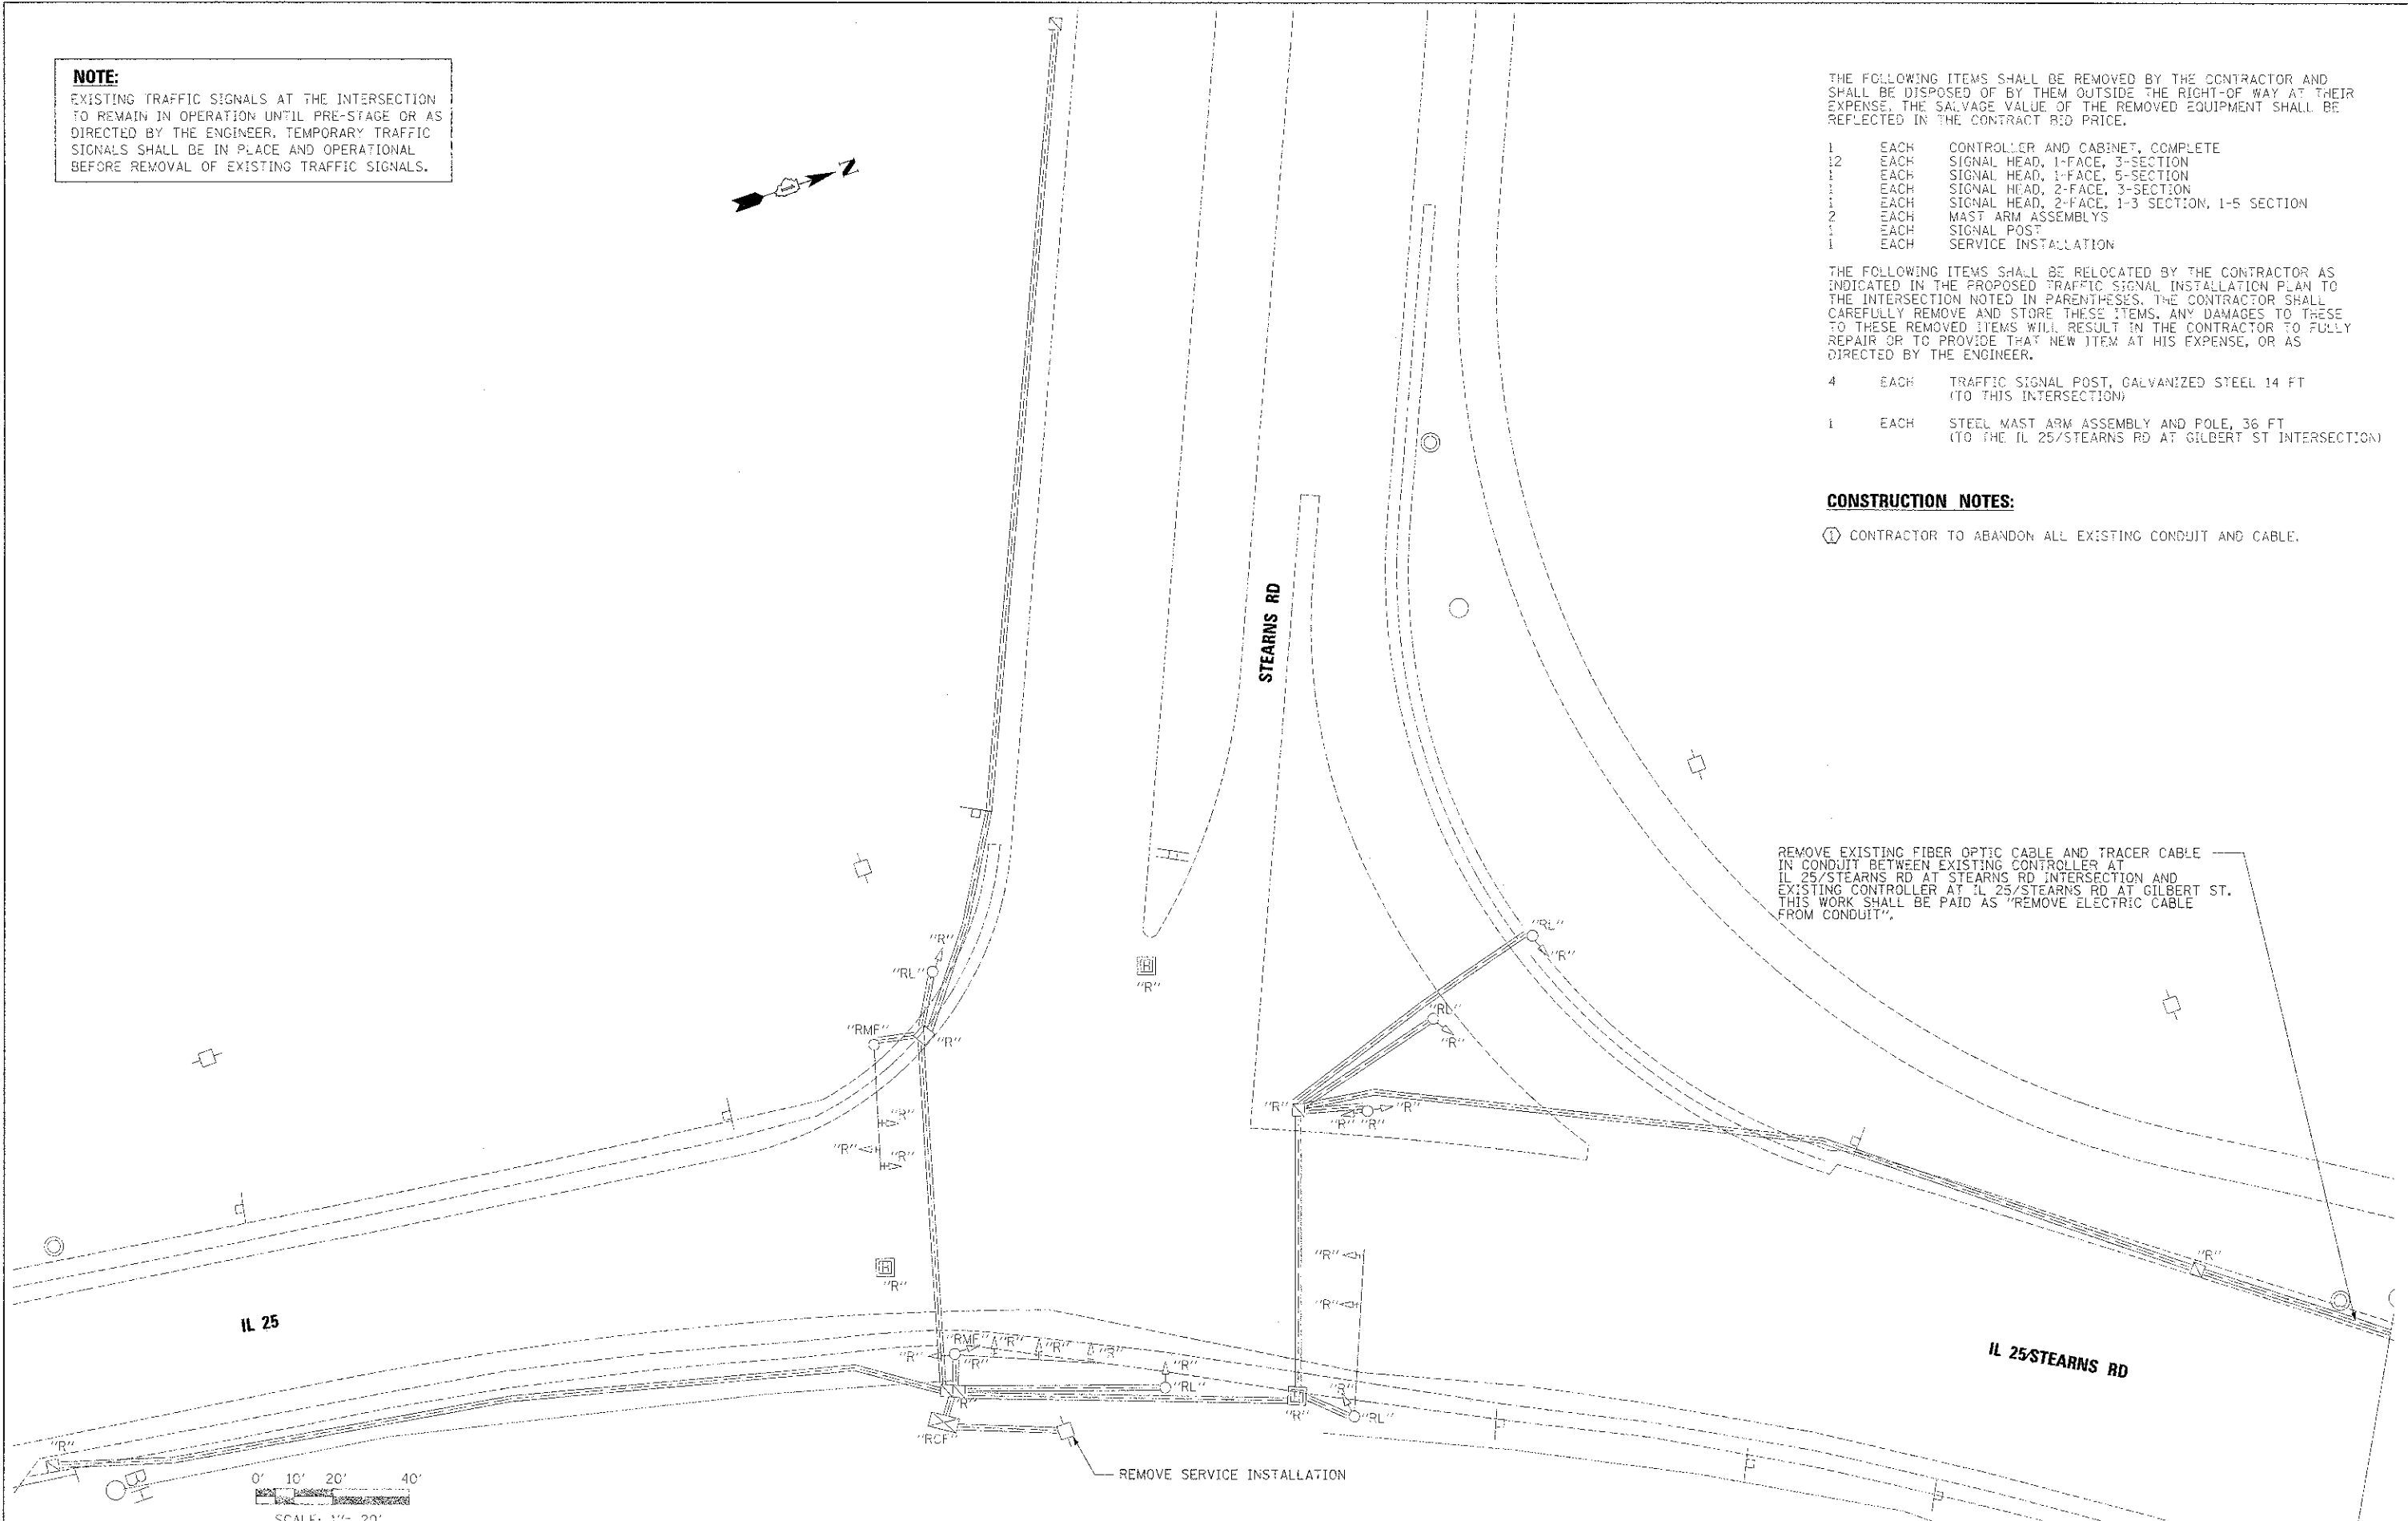 NOTE:
EXISTING TRAFFIC SIGNALS AT THE INTERSECTION
TO REMAIN IN OPERATION UNTIL PRE-STAGE OR AS
DIRECTED BY THE ENGINEER. TEMPORARY TRAFFIC
SIGNALS SHALL BE IN PLACE AND OPERATIONAL
BEFORE REMOVAL OF EXISTING TRAFFIC SIGNALS.
N
THE FOLLOWING ITEMS SHALL BE REMOVED BY THE CONTRACTOR AND
SHALL BE DISPOSED OF BY THEM OUTSIDE THE RIGHT-OF WAY AT THEIR
EXPENSE. THE SALVAGE VALUE OF THE REMOVED EQUIPMENT SHALL BE
REFLECTED IN THE CONTRACT BID PRICE.
1 EACH CONTROLLER AND CABINET, COMPLETE
12 EACH SIGNAL HEAD, 1-FACE, 3-SECTION
1 EACH SIGNAL HEAD, 1-FACE, 5-SECTION
1 EACH SIGNAL HEAD, 2-FACE, 3-SECTION
1 EACH SIGNAL HEAD, 2-FACE, 1-3 SECTION, 1-5 SECTION
2 EACH MAST ARM ASSEMBLYS
1 EACH SIGNAL POST
1 EACH SERVICE INSTALLATION
THE FOLLOWING ITEMS SHALL BE RELOCATED BY THE CONTRACTOR AS
INDICATED IN THE PROPOSED TRAFFIC SIGNAL INSTALLATION PLAN TO
THE INTERSECTION NOTED IN PARENTHESES. THE CONTRACTOR SHALL
CAREFULLY REMOVE AND STORE THESE ITEMS. ANY DAMAGES TO THESE
TO THESE REMOVED ITEMS WILL RESULT IN THE CONTRACTOR TO FULLY
REPAIR OR TO PROVIDE THAT NEW ITEM AT HIS EXPENSE, OR AS
DIRECTED BY THE ENGINEER.
4 EACH TRAFFIC SIGNAL POST, GALVANIZED STEEL 14 FT
(TO THIS INTERSECTION)
1 EACH STEEL MAST ARM ASSEMBLY AND POLE, 36 FT
(TO THE IL 25/STEARNS RD AT GILBERT ST INTERSECTION)
CONSTRUCTION NOTES:
1 CONTRACTOR TO ABANDON ALL EXISTING CONDUIT AND CABLE.
STEARNS RD
REMOVE EXISTING FIBER OPTIC CABLE AND TRACER CABLE
IN CONDUIT BETWEEN EXISTING CONTROLLER AT
IL 25/STEARNS RD AT STEARNS RD INTERSECTION AND
EXISTING CONTROLLER AT IL 25/STEARNS RD AT GILBERT ST.
THIS WORK SHALL BE PAID AS "REMOVE ELECTRIC CABLE
FROM CONDUIT".
"RL"
"R"
"R"
"RL"
"R"
"RL"
"R"
"RMF"
"R"
"R"
"R" "R"
"R"
"R"
"R"
"R"
"R"
"R"
"R"
"R"
"R"
IL 25
"RMF" "R" "R" "R"
"R" "R"
"R"
"RL"
"R"
"R"
"R"
"RL"
"RCF"
IL 25/STEARNS RD
"R"
REMOVE SERVICE INSTALLATION
0' 10' 20' 40'
SCALE: 1"= 20'